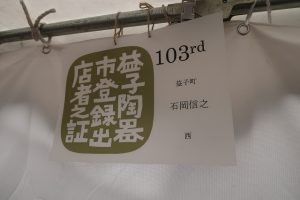 益子陶器
市登録出
店者之証
103rd
益子町
石岡信之
西